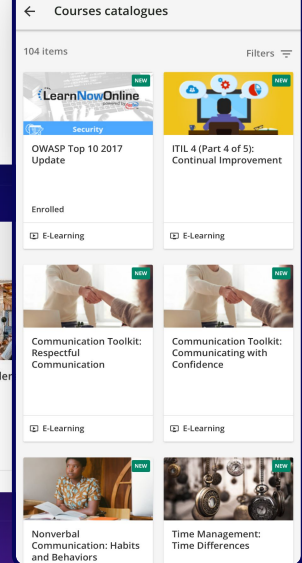 Courses catalogues
104 items
Filters
NEW
LearnNowOnline
Security
OWASP Top 10 2017
Update
Enrolled
E-Learning
NEW
ITIL 4 (Part 4 of 5):
Continual Improvement
E-Learning
NEW
Communication Toolkit:
Respectful
Communication
E-Learning
NEW
Communication Toolkit:
Communicating with
Confidence
E-Learning
NEW
Nonverbal
Communication: Habits
and Behaviors
NEW
Time Management:
Time Differences